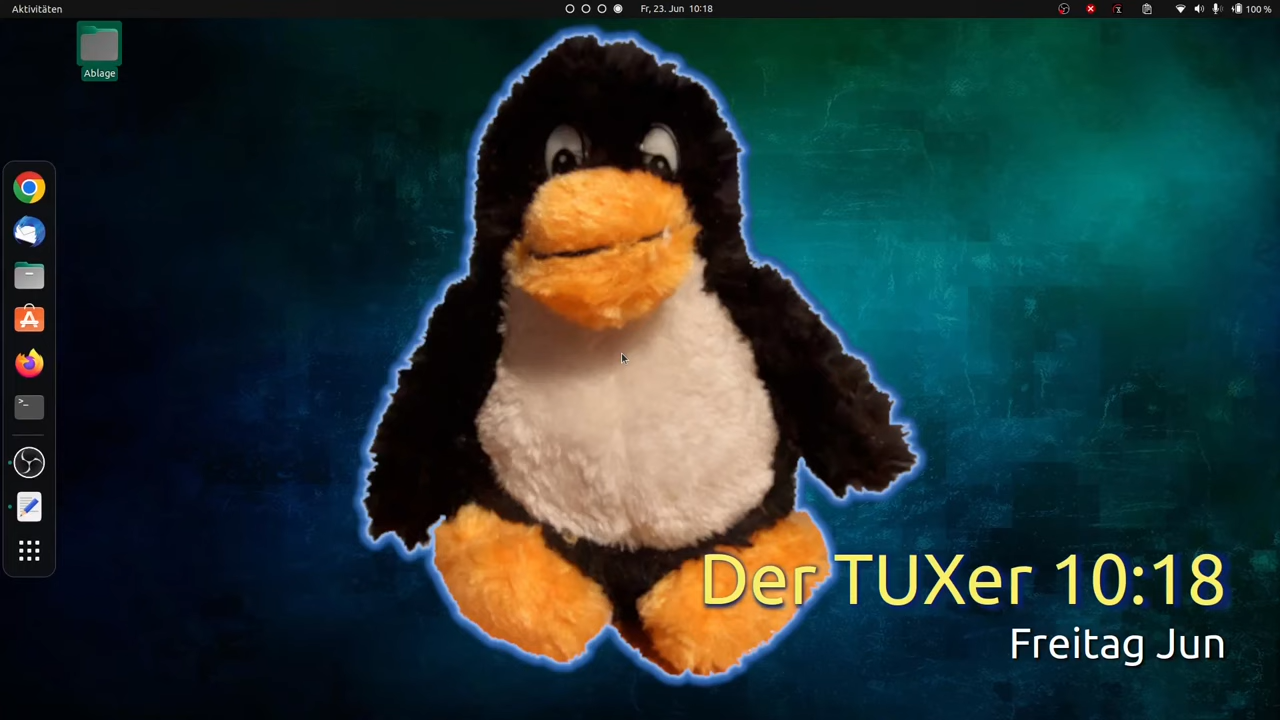 Aktivitäten
Fr, 23. Jun 10:18
100 %
Ablage
>_
Der TUXer 10:18
Freitag Jun